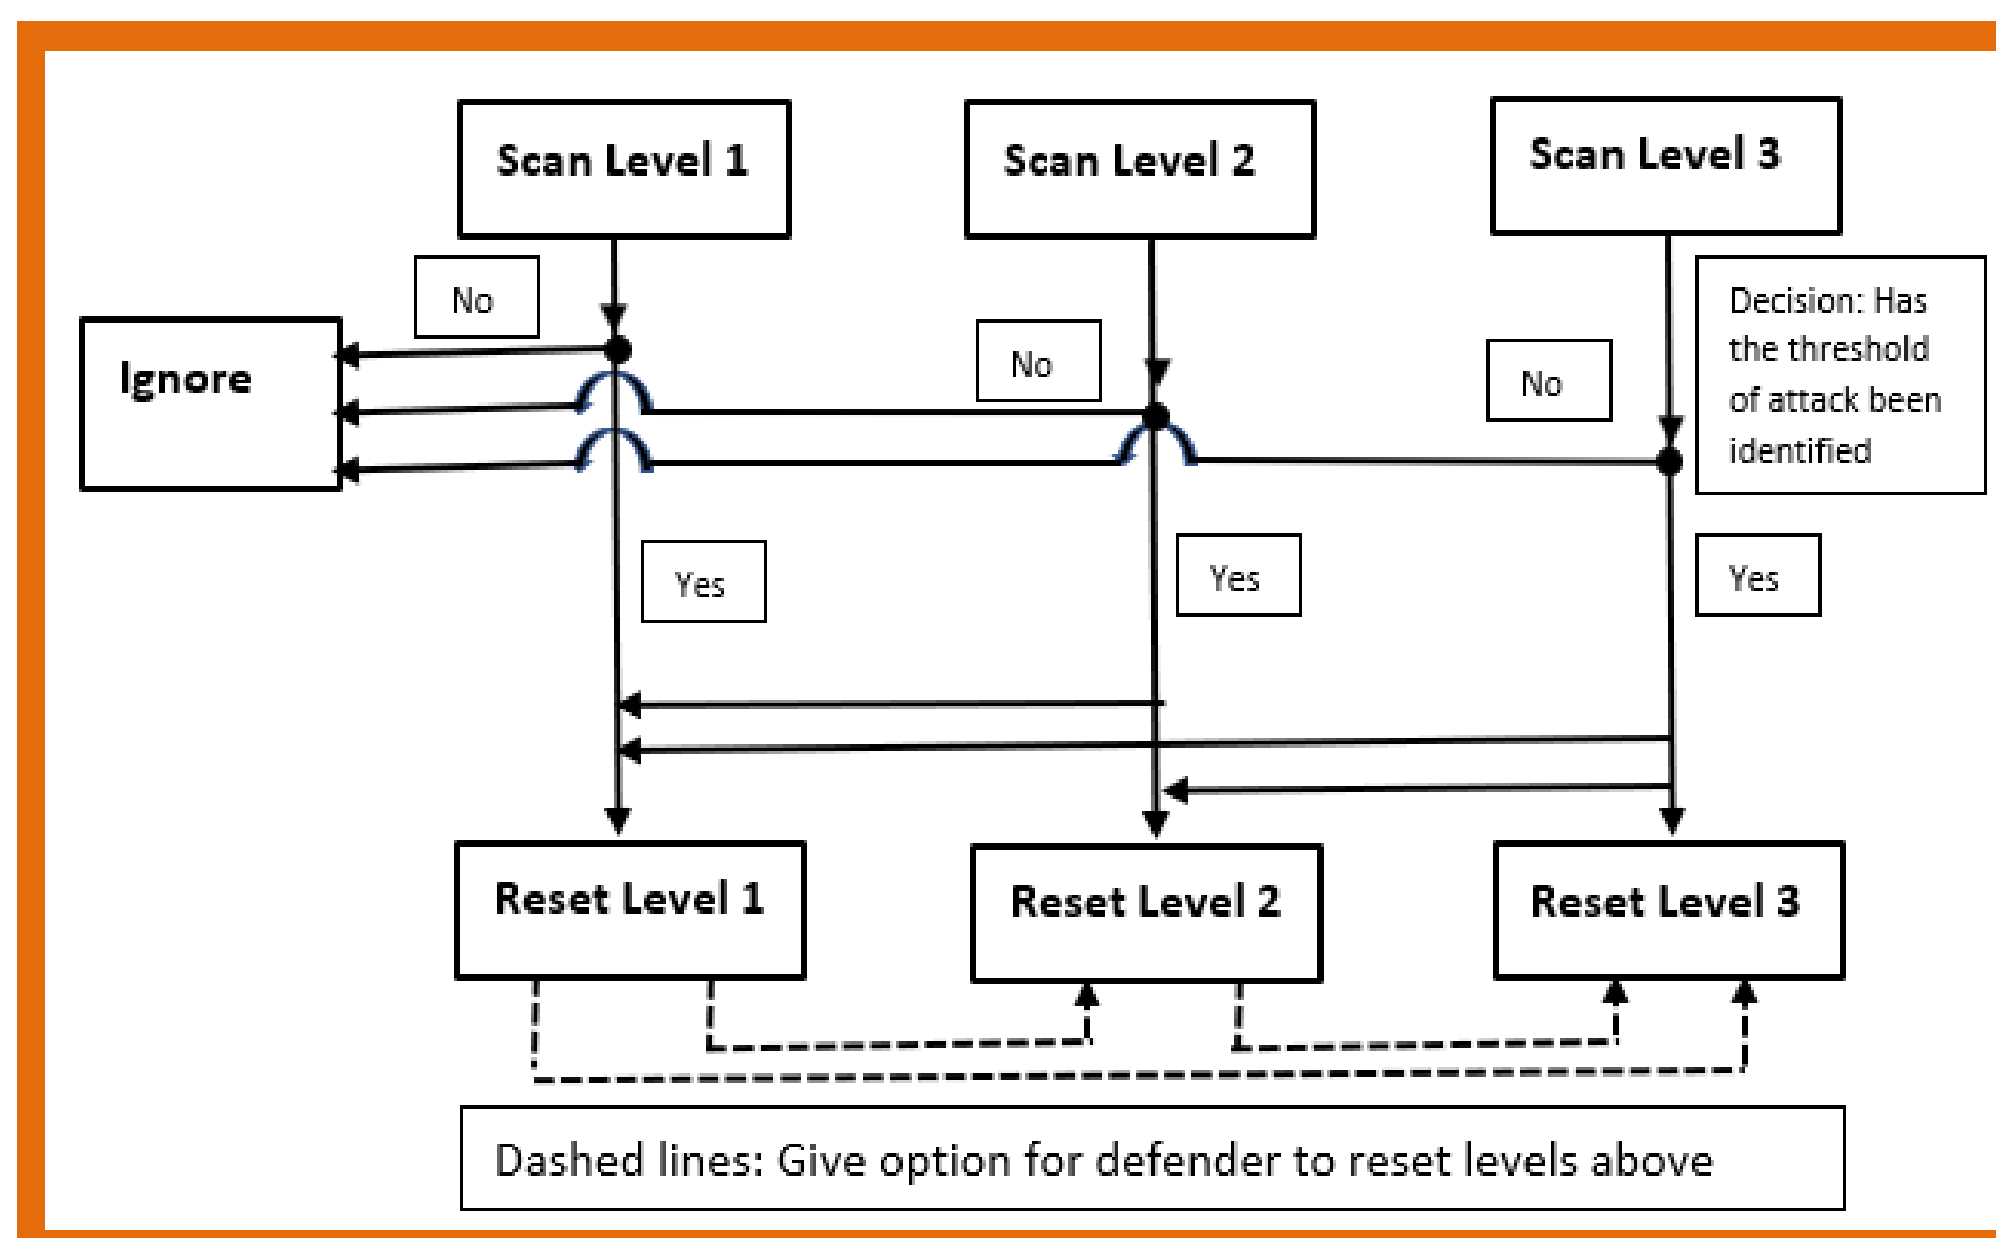 Scan Level 1
Scan Level 2
Scan Level 3
No
No
No
Decision: Has
the threshold
of attack been
identified
Ignore
Yes
Yes
Yes
Reset Level 1
Reset Level 2
Reset Level 3
Dashed lines: Give option for defender to reset levels above